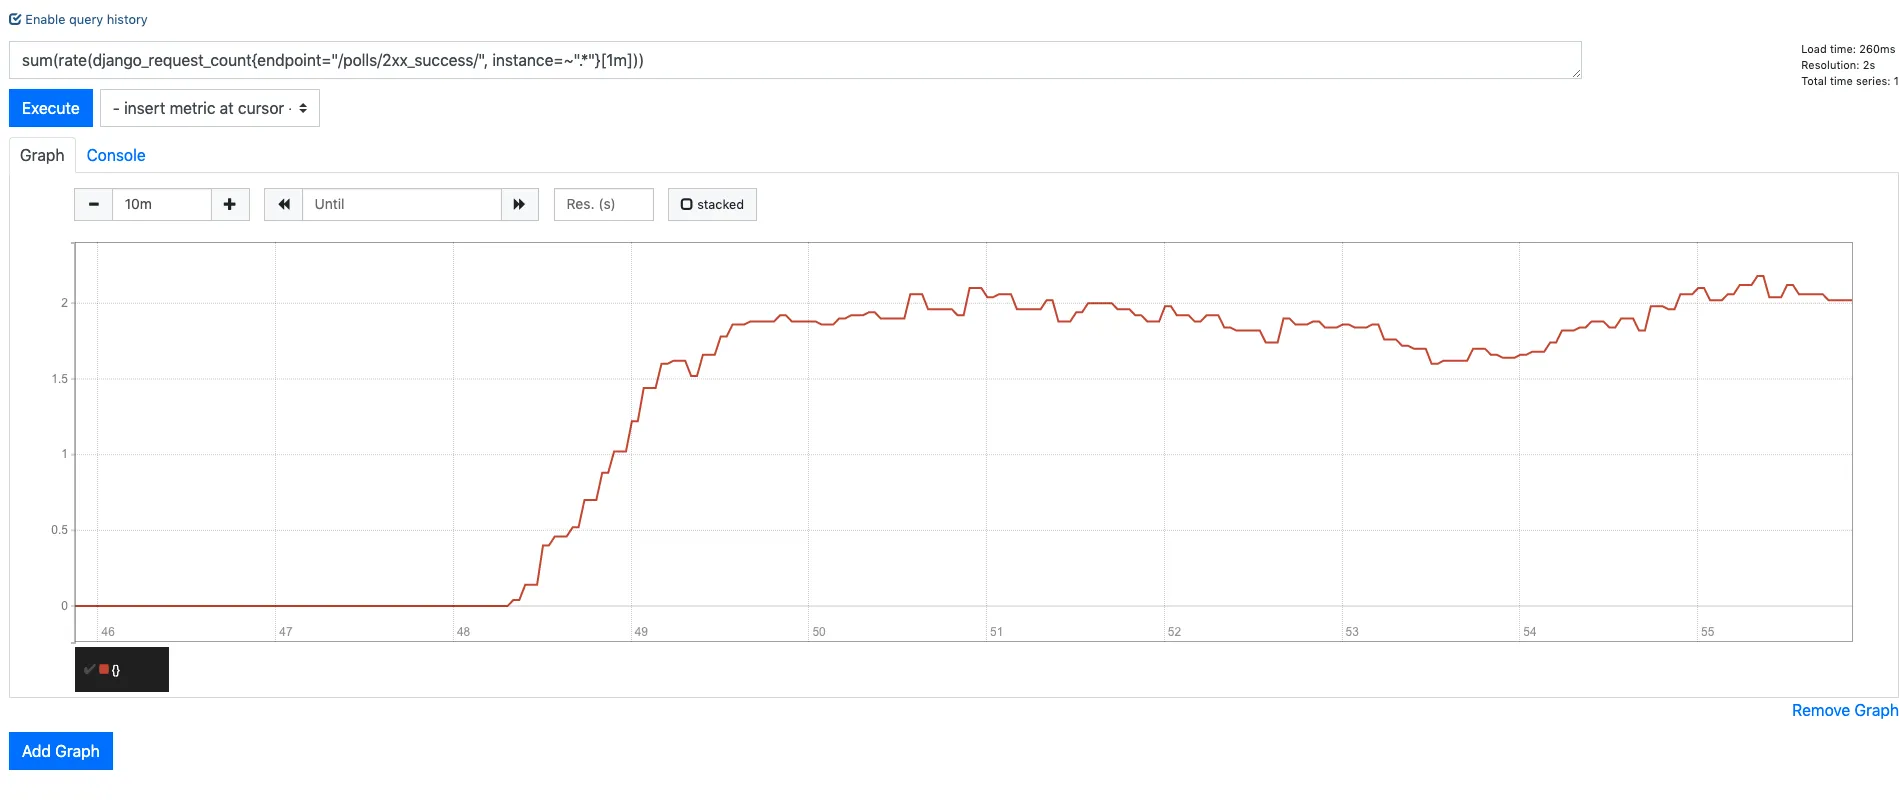 Enable query history
sum(rate(django_request_count{endpoint="/polls/2xx_success/", instance=~".*"}[1m]))
Load time: 260ms
Resolution: 2s
Total time series: 1
Execute
- insert metric at cursor -
Graph
Console
10m
Until
Res. (s)
stacked
2
1.5
1
0.5
0
46 47 48 49 50 51 52 53 54 55
{}
Remove Graph
Add Graph